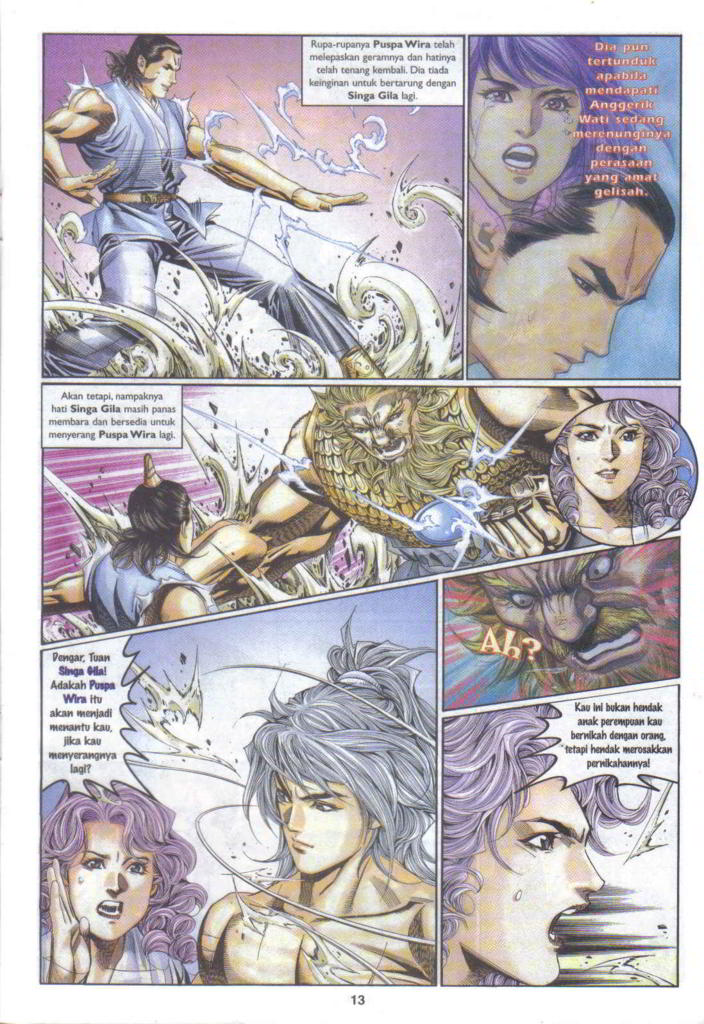 Rupa-rupanya Puspa Wira telah
melepaskan geramnya dan hatinya
telah tenang kembali. Dia tiada
keinginan untuk bertarung dengan
Singa Gila lagi.
Dia pun
tertunduk
apabila
mendapati
Anggerik
Wati sedang
merenunginya
dengan
perasaan
yang amat
gelisah.
Akan tetapi, nampaknya
hati Singa Gila masih panas
membara dan bersedia untuk
menyerang Puspa Wira lagi.
Ah?
Dengar, Tuan
Singa Gila!
Adakah Puspa
Wira itu
akan menjadi
menantu kau,
jika kau
menyerangnya
lagi?
Kau ini bukan hendak
anak perempuan kau
bernikah dengan orang,
tetapi hendak merosakkan
pernikahannya!
13